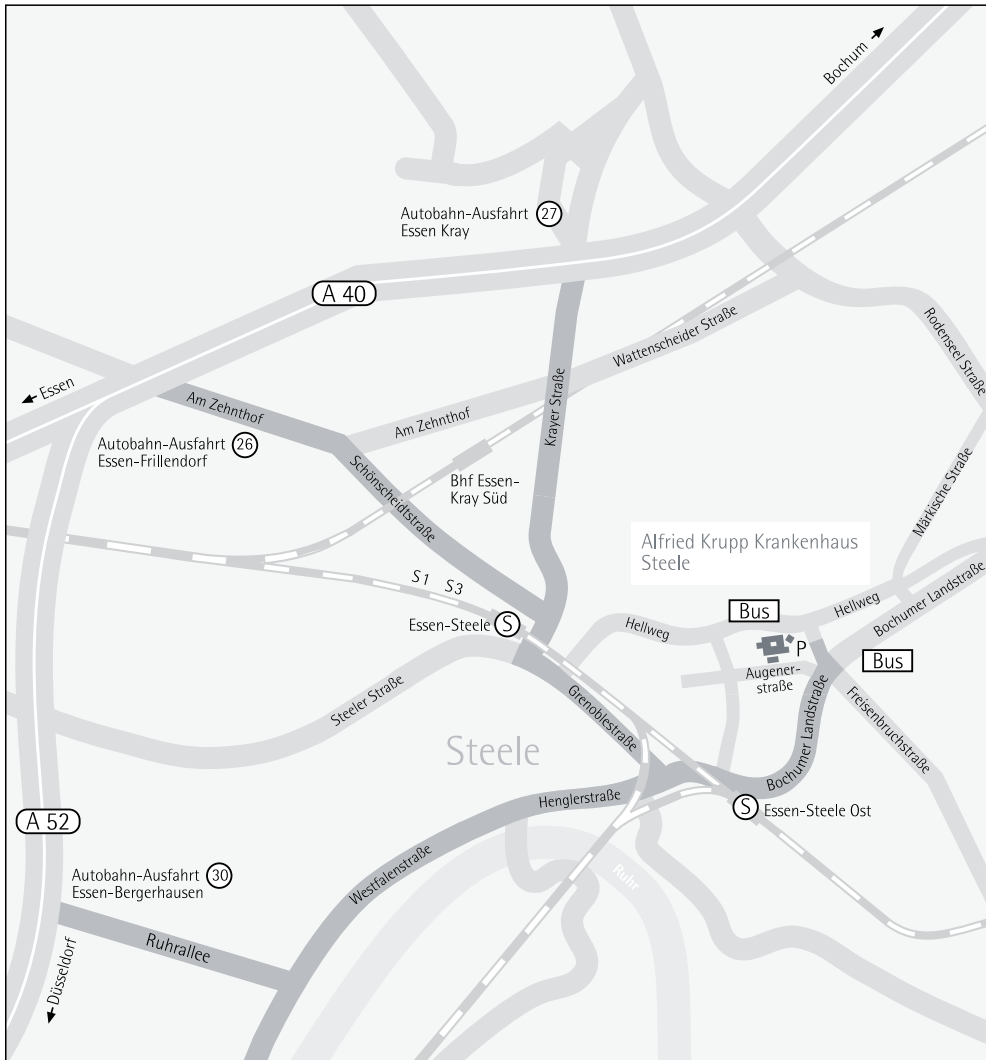 Bochum
Autobahn-Ausfahrt 27
Essen Kray
A 40
Rodenseel Straße
Wattenscheider Straße
Essen
Am Zehnthof
Krayer Straße
Am Zehnthof
Autobahn-Ausfahrt 26
Essen-Frillendorf
Schönscheidtstraße
Bhf Essen-
Kray Süd
Märkische Straße
Alfried Krupp Krankenhaus
Steele
S 1 S 3
Essen-Steele S
Bus
Hellweg
Hellweg
Bochumer Landstraße
P
Bus
Augener-
straße
Steeler Straße
Grenoblestraße
Freisenbruchstraße
Steele
Bochumer Landstraße
Henglerstraße
S Essen-Steele Ost
A 52
Westfalenstraße
Ruhr
Autobahn-Ausfahrt 30
Essen-Bergerhausen
Ruhrallee
Düsseldorf